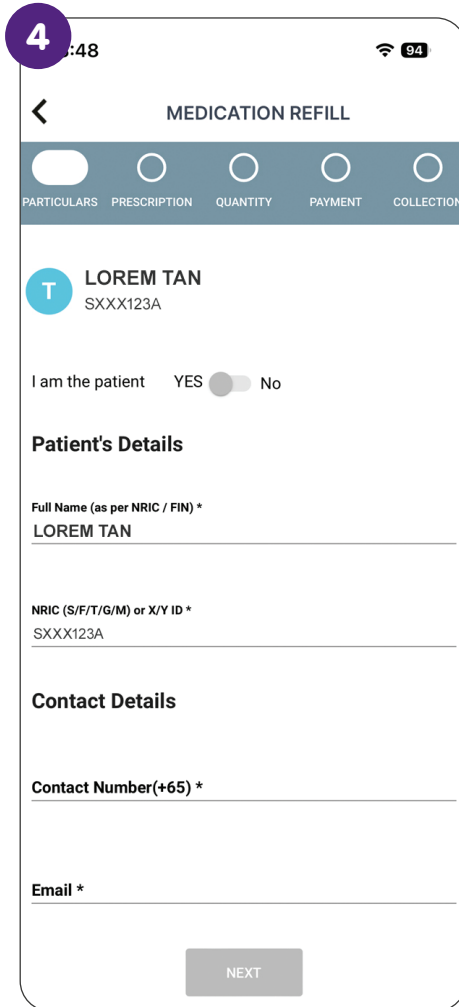 4
:48
94
MEDICATION REFILL
PARTICULARS PRESCRIPTION QUANTITY PAYMENT COLLECTION
T
LOREM TAN
SXXX123A
I am the patient YES No
Patient's Details
Full Name (as per NRIC / FIN) *
LOREM TAN
NRIC (S/F/T/G/M) or X/Y ID *
SXXX123A
Contact Details
Contact Number(+65) *
Email *
NEXT